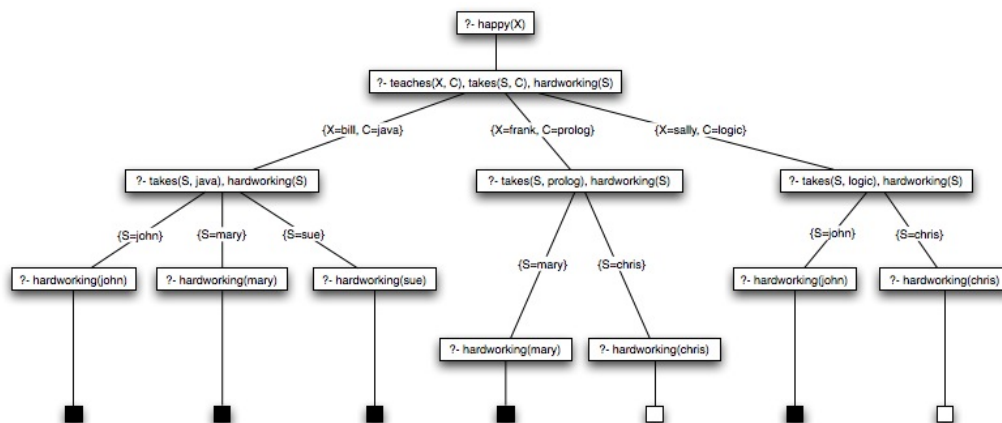 ?- happy(X)
?- teaches(X, C), takes(S, C), hardworking(S)
{X=bill, C=java}
{X=frank, C=prolog}
{X=sally, C=logic}
?- takes(S, java), hardworking(S)
?- takes(S, prolog), hardworking(S)
?- takes(S, logic), hardworking(S)
{S=john}
{S=mary}
{S=sue}
{S=john}
{S=chris}
{S=mary}
{S=chris}
?- hardworking(john)
?- hardworking(mary)
?- hardworking(sue)
?- hardworking(john)
?- hardworking(chris)
?- hardworking(mary)
?- hardworking(chris)